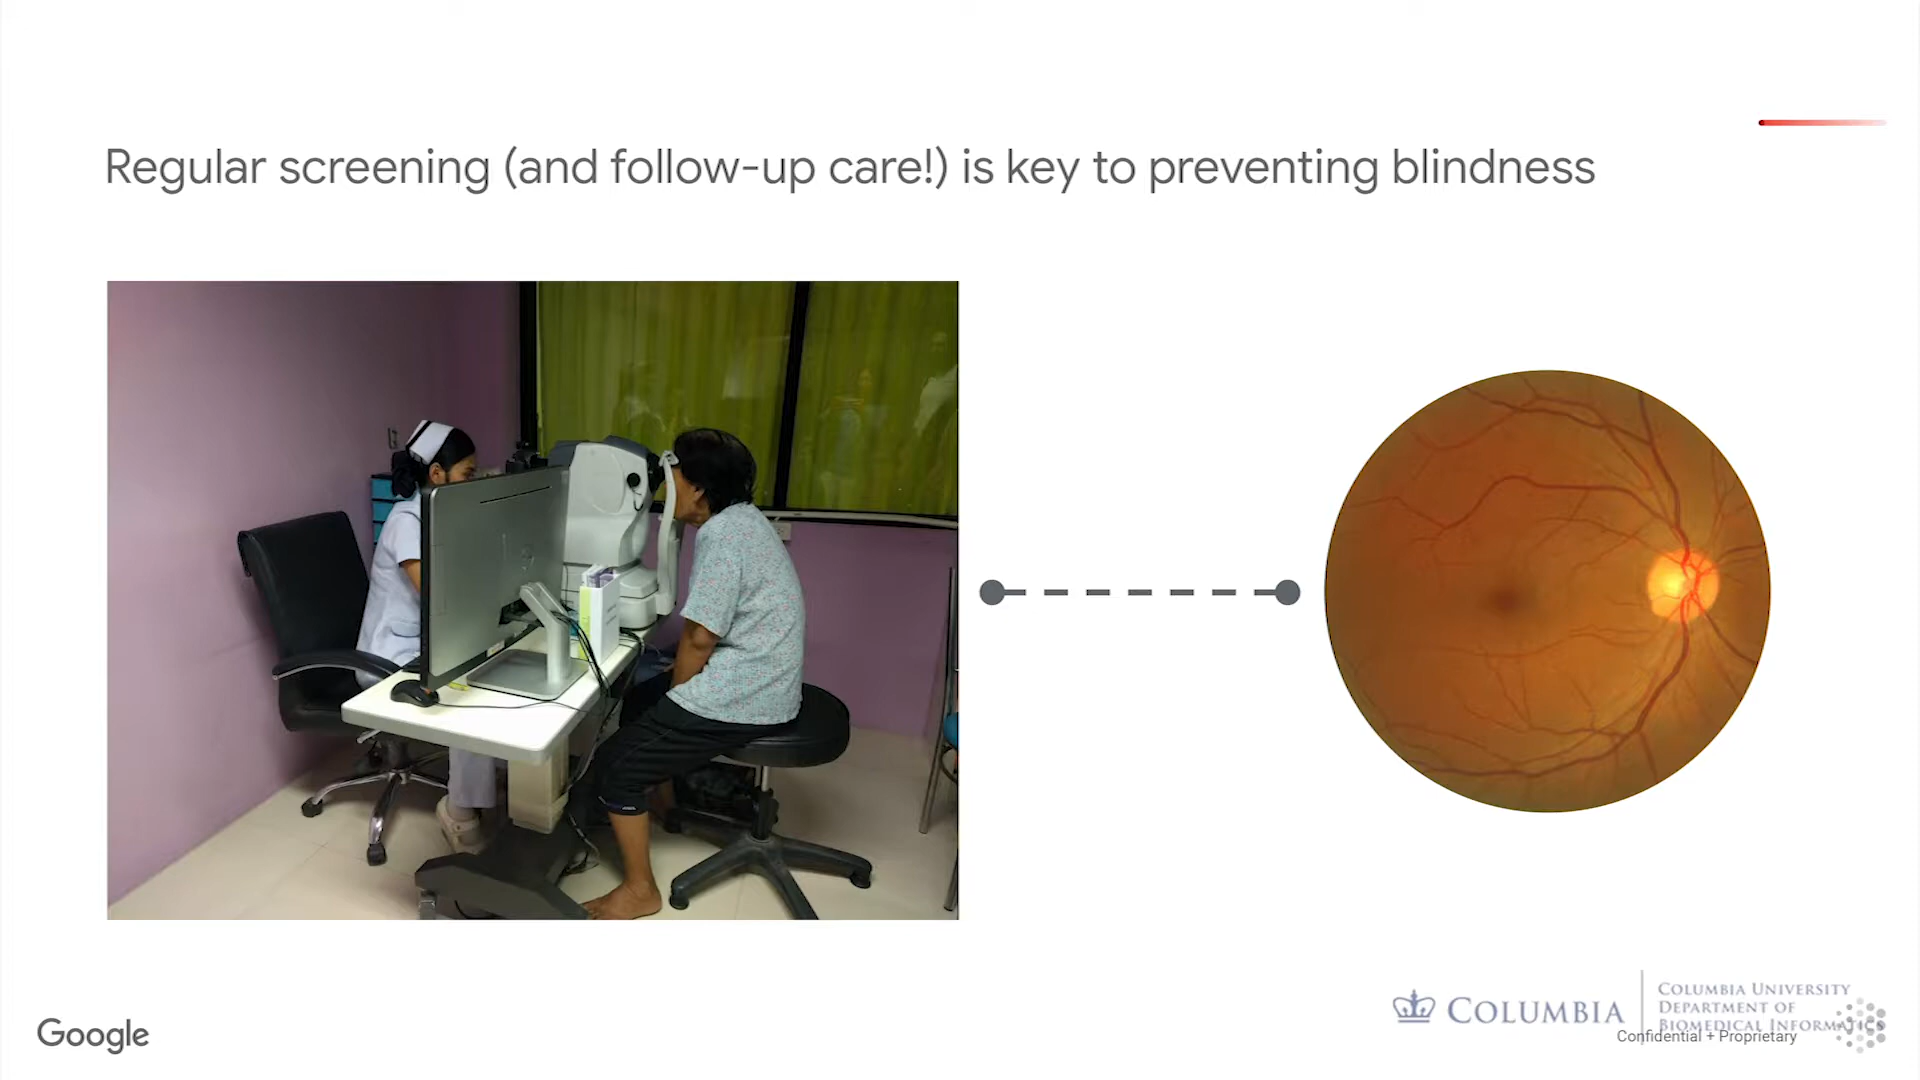 Regular screening (and follow-up care!) is key to preventing blindness
Google
COLUMBIA
COLUMBIA UNIVERSITY
DEPARTMENT OF
BIOMEDICAL INFORMATICS
Confidential + Proprietary